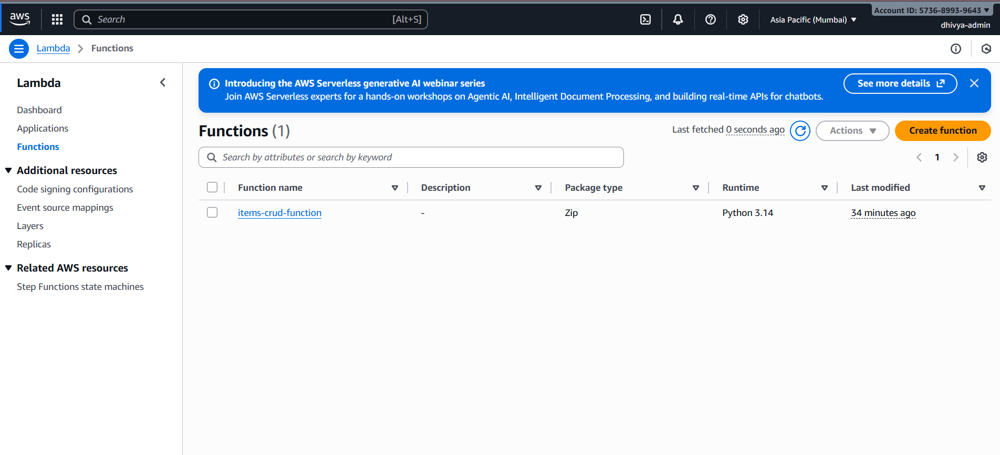 aws
Search [Alt+S]
Asia Pacific (Mumbai)
Account ID: 5736-8993-9643
dhivya-admin
Lambda Functions
Lambda
Dashboard
Applications
Functions
Additional resources
Code signing configurations
Event source mappings
Layers
Replicas
Related AWS resources
Step Functions state machines
Introducing the AWS Serverless generative AI webinar series
Join AWS Serverless experts for a hands-on workshops on Agentic AI, Intelligent Document Processing, and building real-time APIs for chatbots.
See more details
Functions (1)
Last fetched 0 seconds ago
Actions
Create function
Search by attributes or search by keyword
1
Function name Description Package type Runtime Last modified
items-crud-function - Zip Python 3.14 34 minutes ago